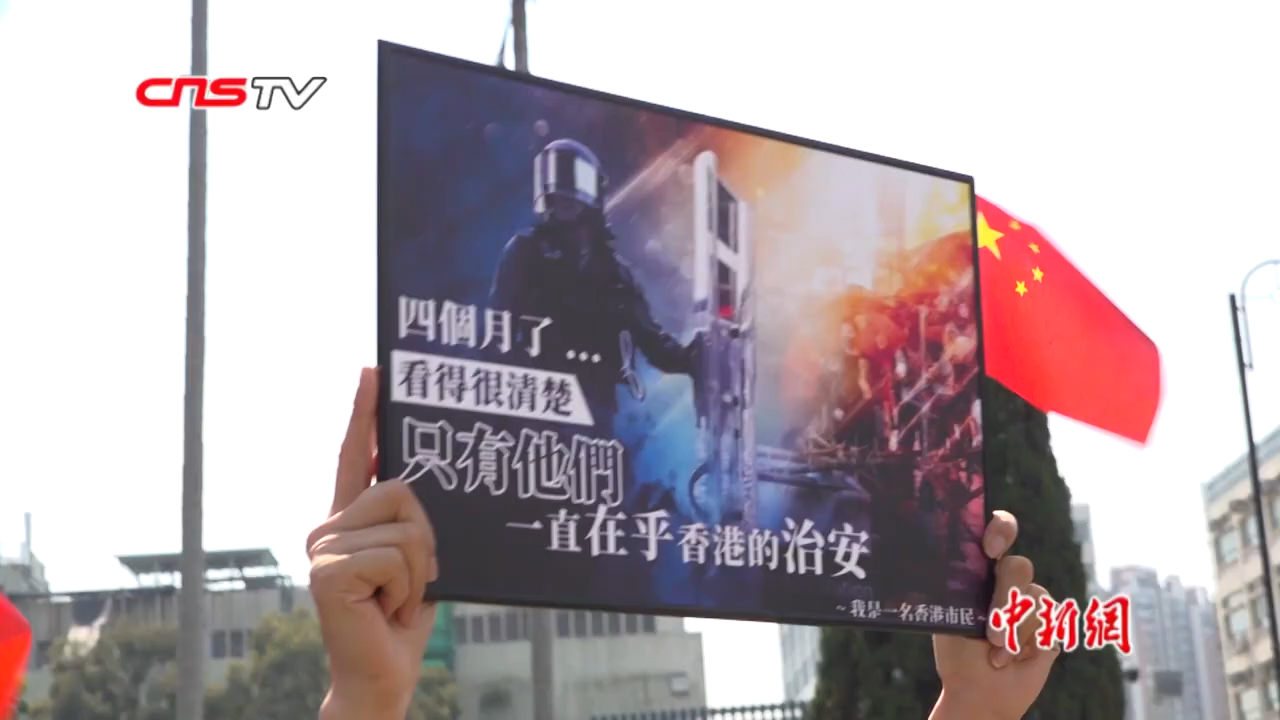 CNSTV
四個月了...
看得很清楚
只有他們
一直在乎香港的治安
~我是一名香港市民~
中新網